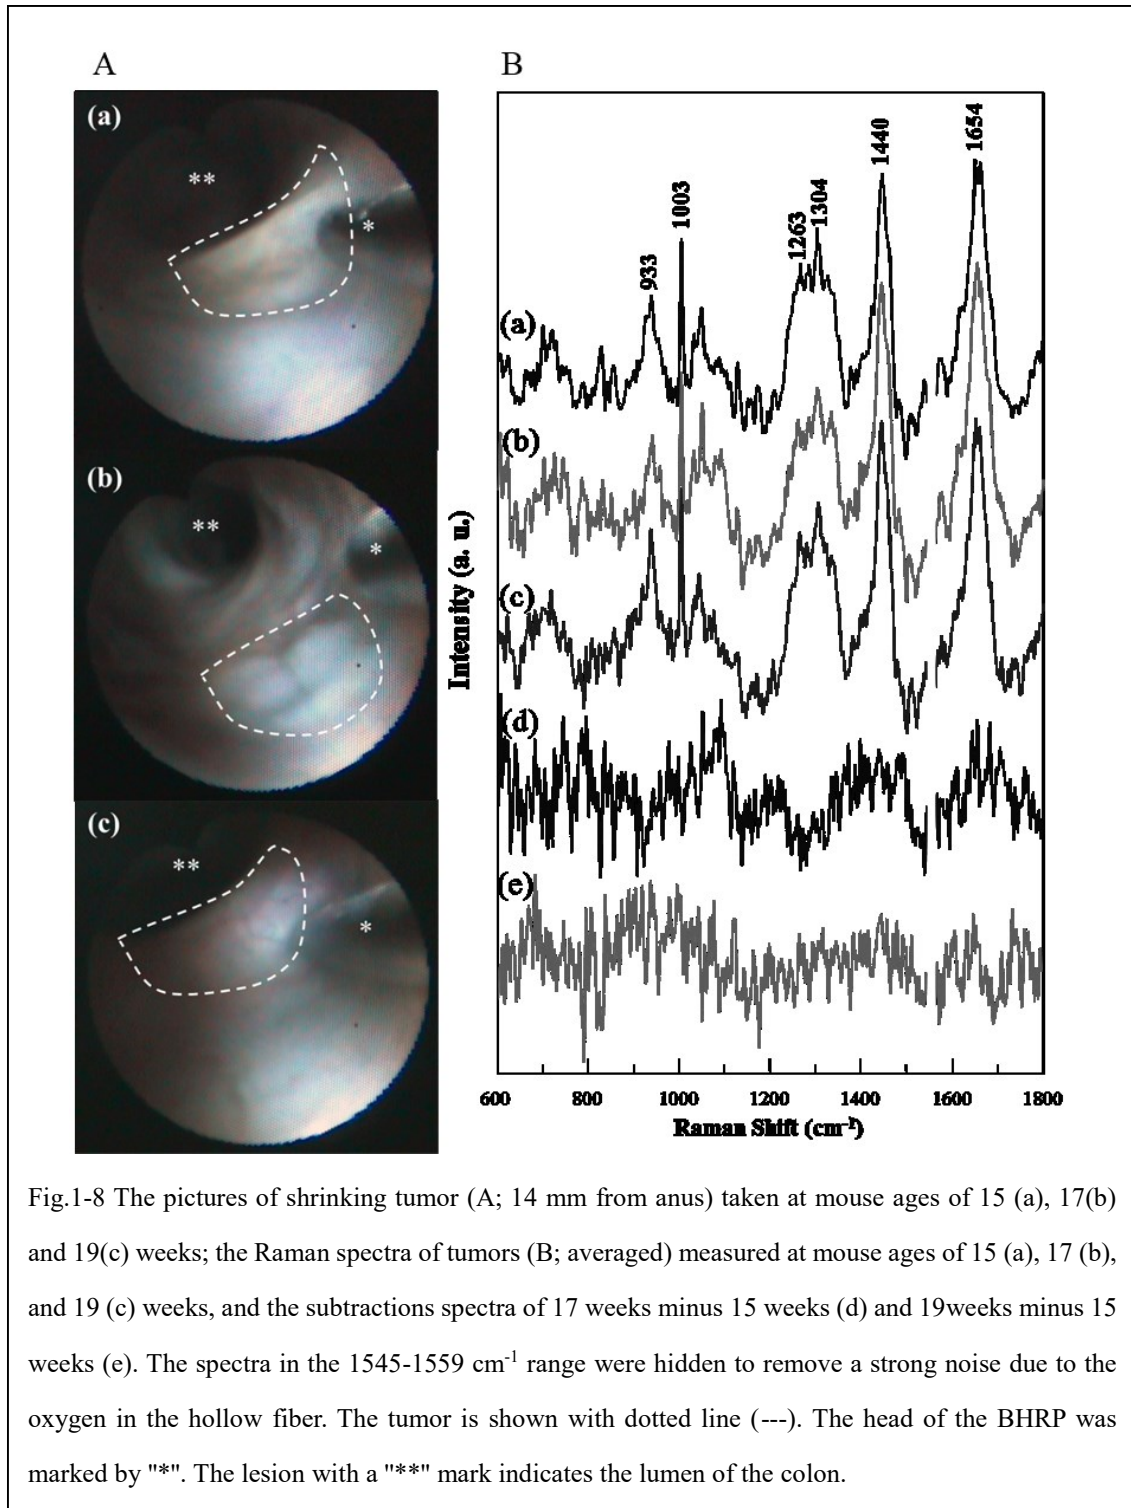 A
B
(a)
**
*
(b)
**
*
(c)
**
*
933
1003
1263
1304
1440
1654
(a)
(b)
(c)
(d)
(e)
Intensity (a. u.)
600 800 1000 1200 1400 1600 1800
Raman Shift (cm-1)
Fig.1-8 The pictures of shrinking tumor (A; 14 mm from anus) taken at mouse ages of 15 (a), 17(b)
and 19(c) weeks; the Raman spectra of tumors (B; averaged) measured at mouse ages of 15 (a), 17 (b),
and 19 (c) weeks, and the subtractions spectra of 17 weeks minus 15 weeks (d) and 19weeks minus 15
weeks (e). The spectra in the 1545-1559 cm-1 range were hidden to remove a strong noise due to the
oxygen in the hollow fiber. The tumor is shown with dotted line (---). The head of the BHRP was
marked by "*". The lesion with a "**" mark indicates the lumen of the colon.